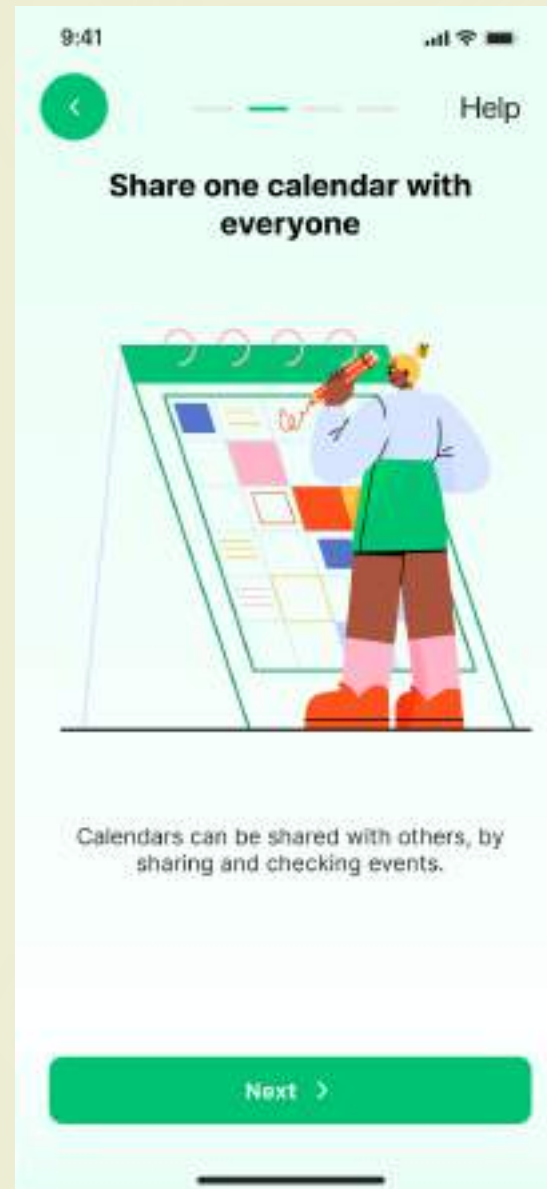 9:41
Help
Share one calendar with
everyone
Calendars can be shared with others, by
sharing and checking events.
Next